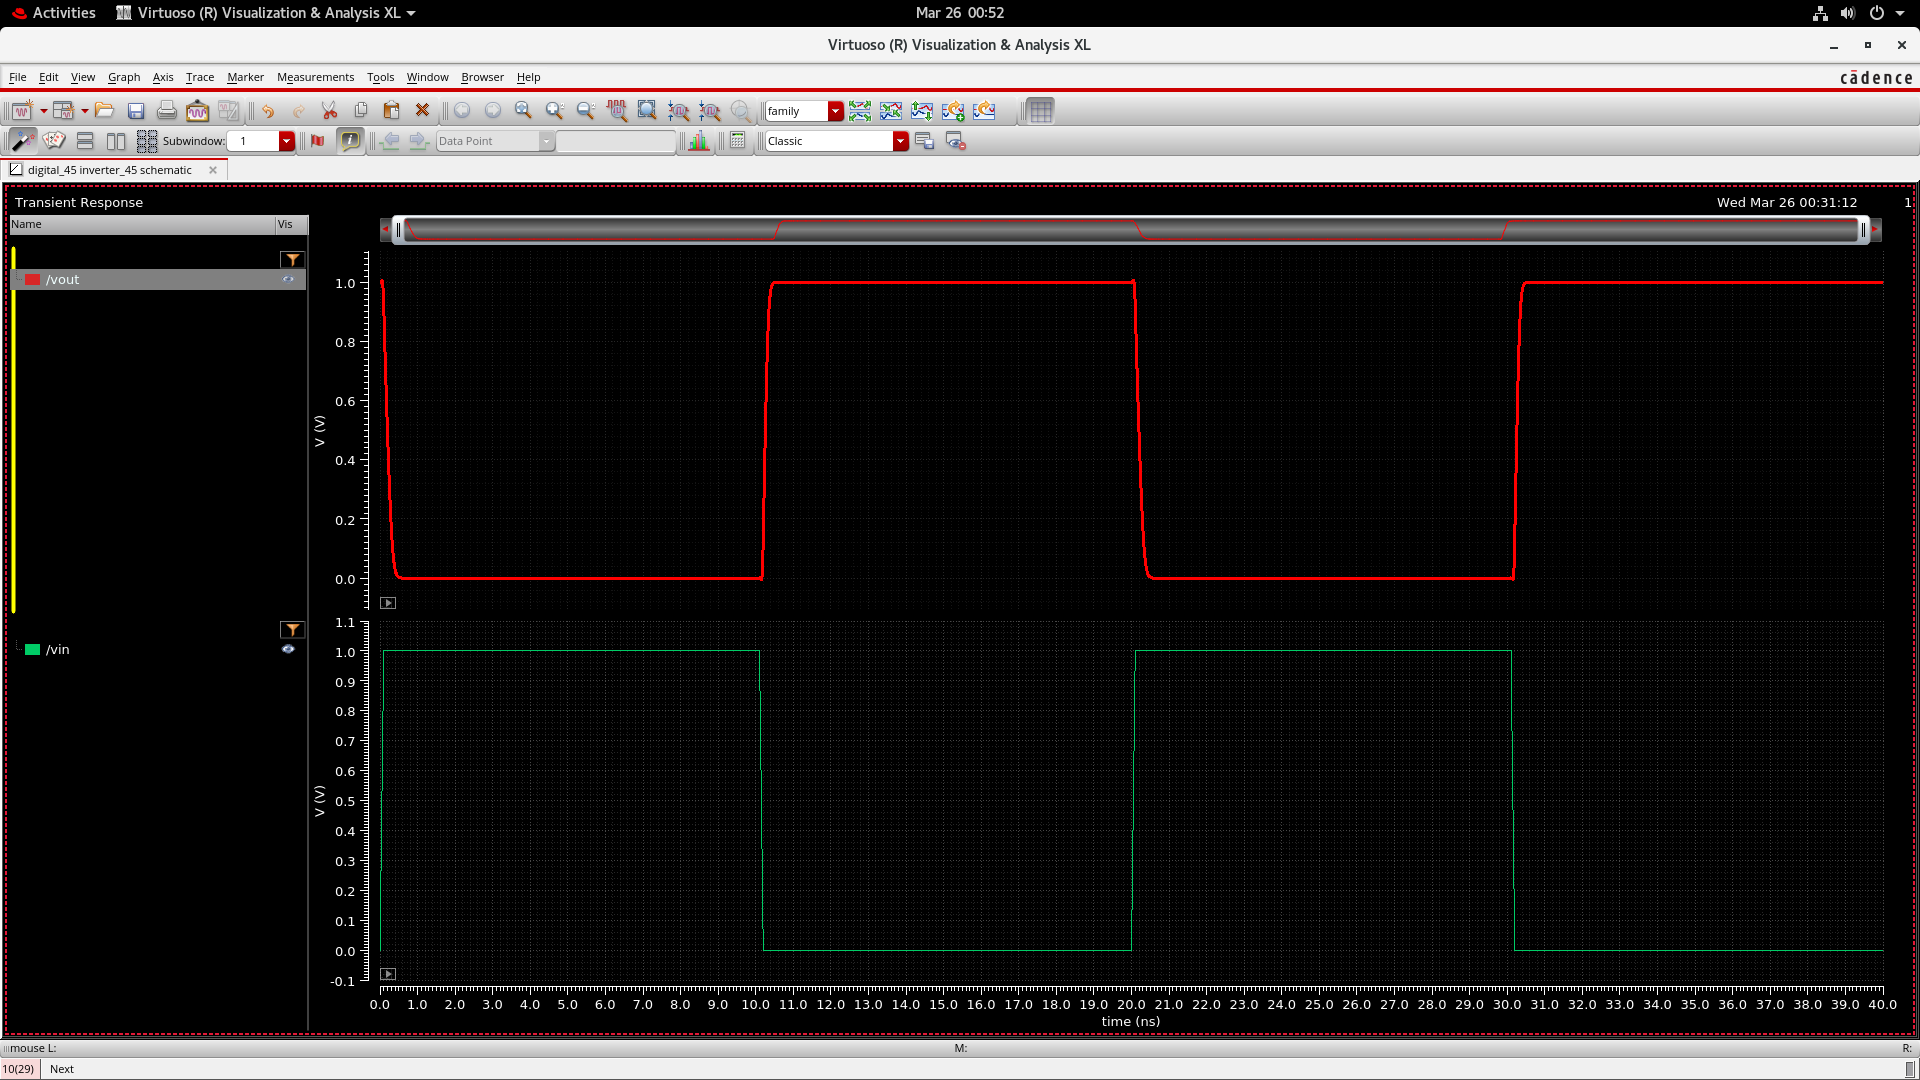 Activities Virtuoso (R) Visualization & Analysis XL Mar 26 00:52
Virtuoso (R) Visualization & Analysis XL
File Edit View Graph Axis Trace Marker Measurements Tools Window Browser Help cādence
family
Subwindow: 1 Data Point Classic
digital_45 inverter_45 schematic
Transient Response Wed Mar 26 00:31:12 1
Name Vis
/vout
1.0
0.8
0.6
0.4
0.2
0.0
V (V)
/vin
1.1
1.0
0.9
0.8
0.7
0.6
0.5
0.4
0.3
0.2
0.1
0.0
-0.1
V (V)
0.0 1.0 2.0 3.0 4.0 5.0 6.0 7.0 8.0 9.0 10.0 11.0 12.0 13.0 14.0 15.0 16.0 17.0 18.0 19.0 20.0 21.0 22.0 23.0 24.0 25.0 26.0 27.0 28.0 29.0 30.0 31.0 32.0 33.0 34.0 35.0 36.0 37.0 38.0 39.0 40.0
time (ns)
mouse L: M: R:
10(29) Next